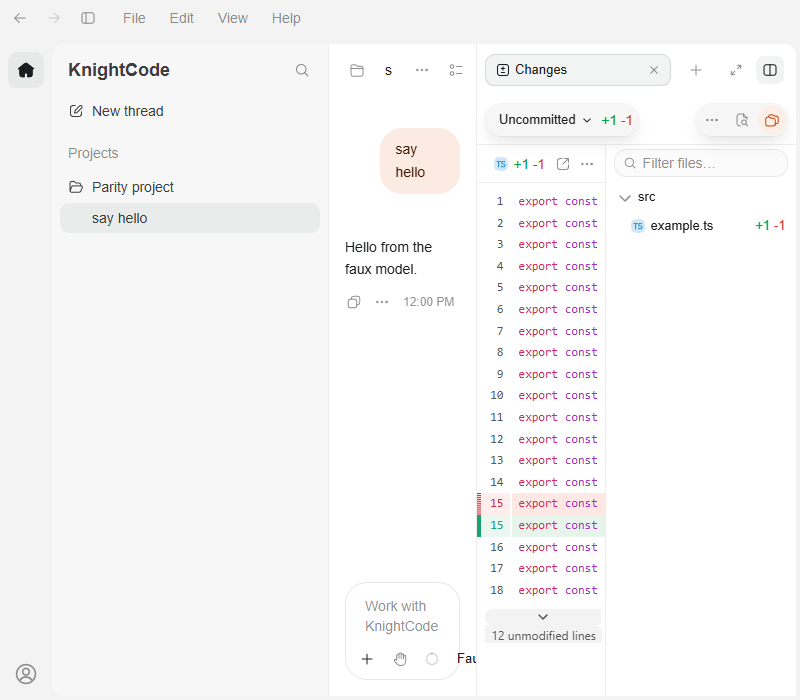 File Edit View Help
KnightCode
New thread
Projects
Parity project
say hello
s
say
hello
Hello from the
faux model.
12:00 PM
Work with
KnightCode
Fau
Changes
Uncommitted +1 -1
TS +1 -1
1 export const
2 export const
3 export const
4 export const
5 export const
6 export const
7 export const
8 export const
9 export const
10 export const
11 export const
12 export const
13 export const
14 export const
15 export const
15 export const
16 export const
17 export const
18 export const
12 unmodified lines
Filter files...
src
TS example.ts +1 -1